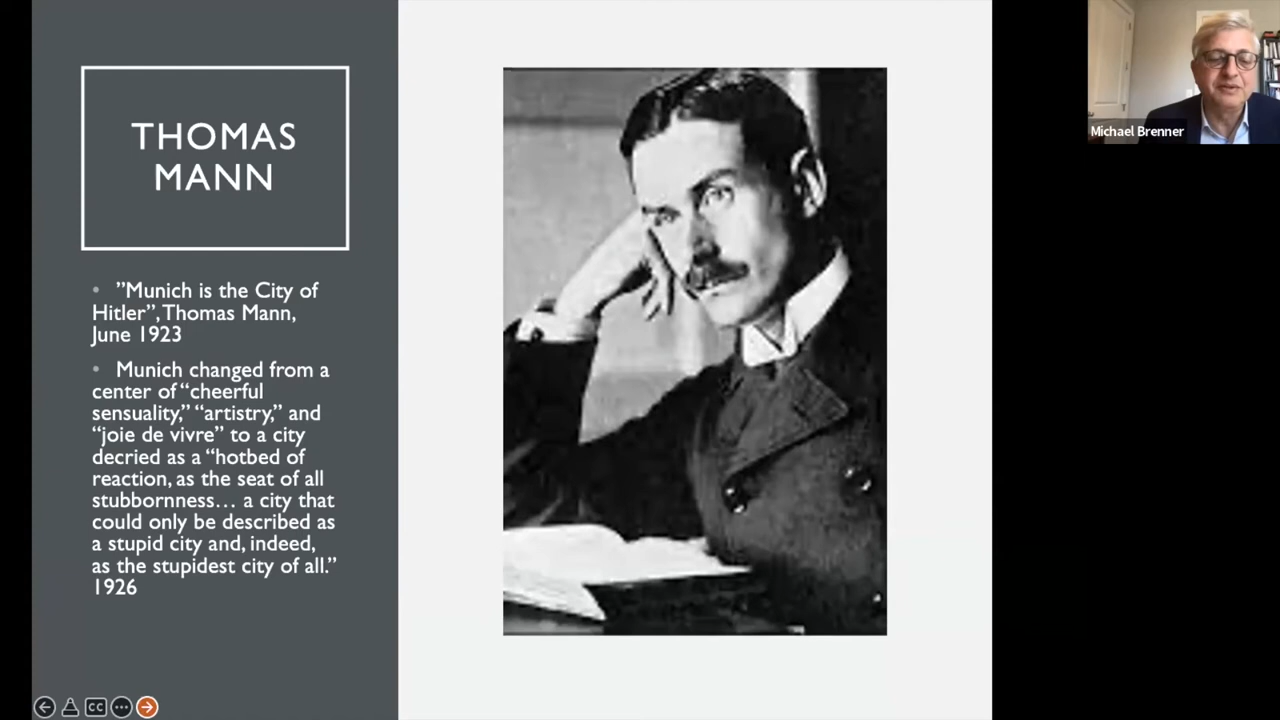 THOMAS
MANN
• ”Munich is the City of
Hitler”, Thomas Mann,
June 1923
• Munich changed from a
center of “cheerful
sensuality,” “artistry,” and
“joie de vivre” to a city
decried as a “hotbed of
reaction, as the seat of all
stubbornness… a city that
could only be described as
a stupid city and, indeed,
as the stupidest city of all.”
1926
Michael Brenner
CC